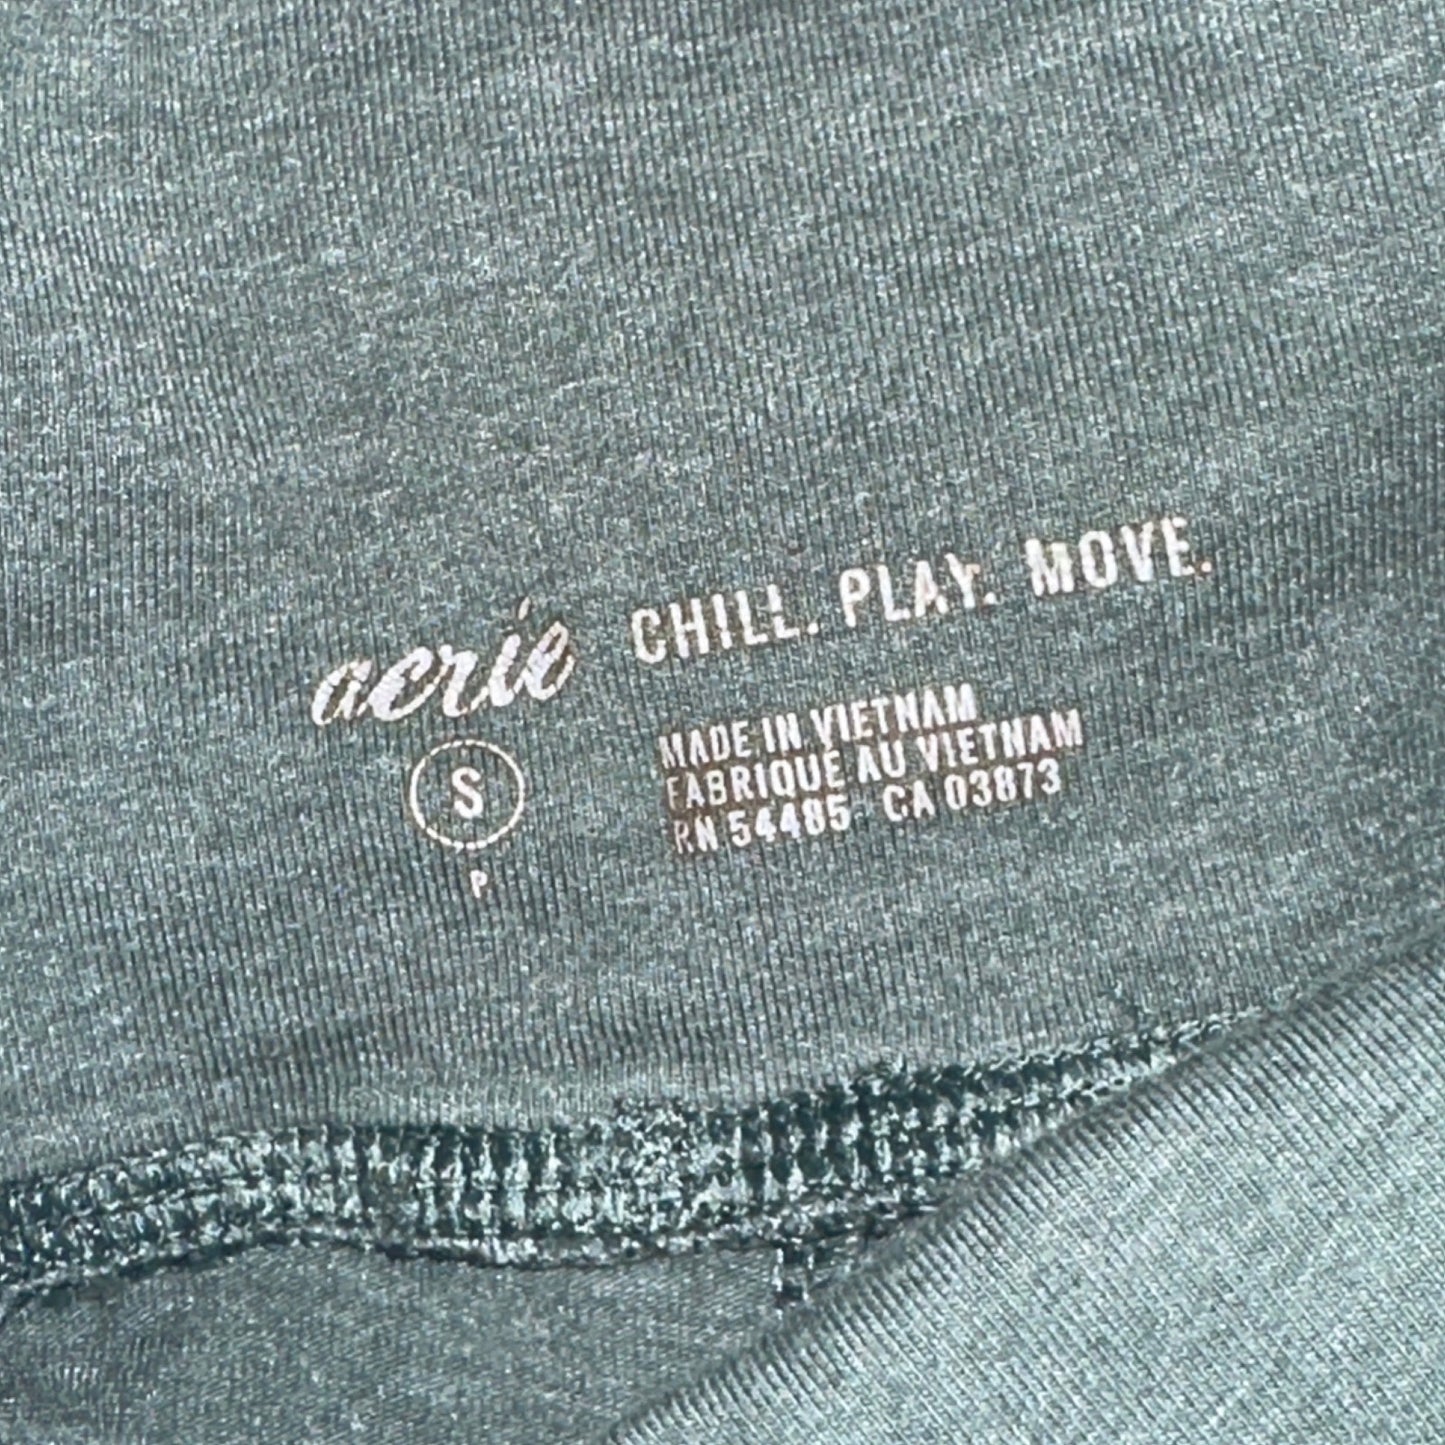 aerie
CHILL. PLAY. MOVE.
S
P
MADE IN VIETNAM
FABRIQUE AU VIETNAM
RN 54485 CA 03873